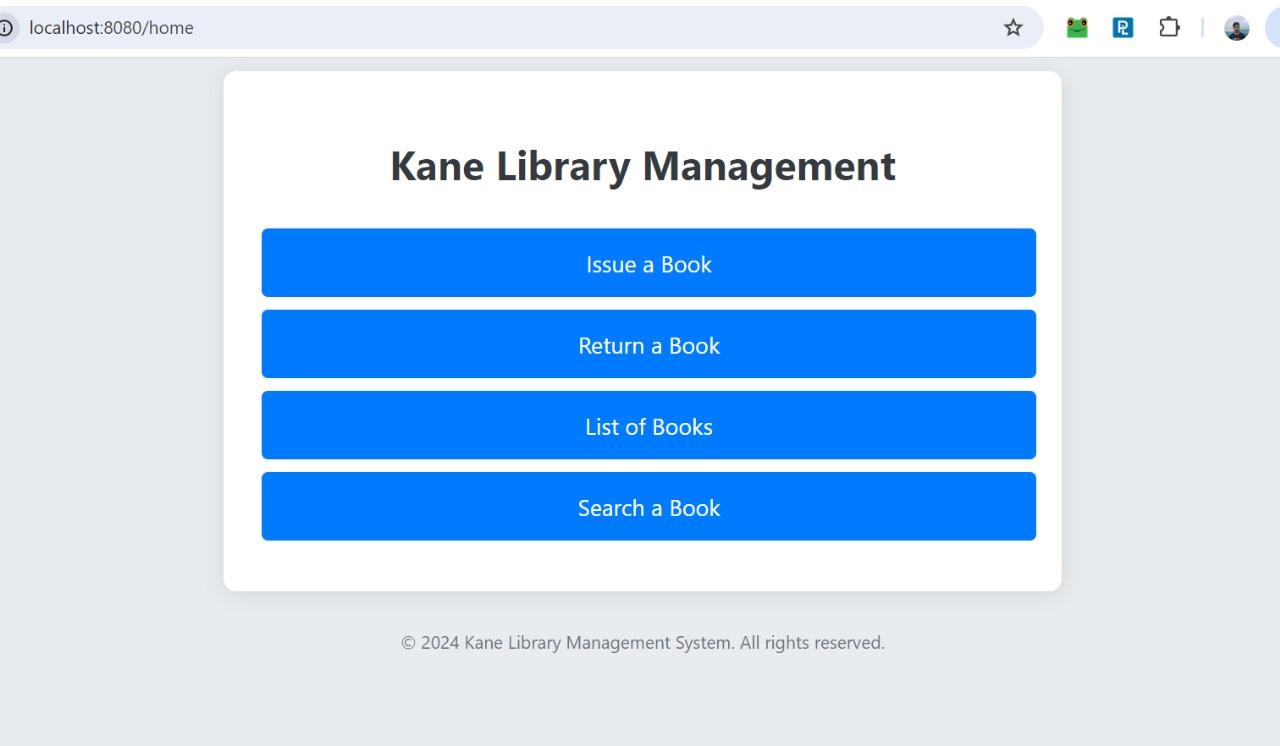 localhost:8080/home
Kane Library Management
Issue a Book
Return a Book
List of Books
Search a Book
© 2024 Kane Library Management System. All rights reserved.